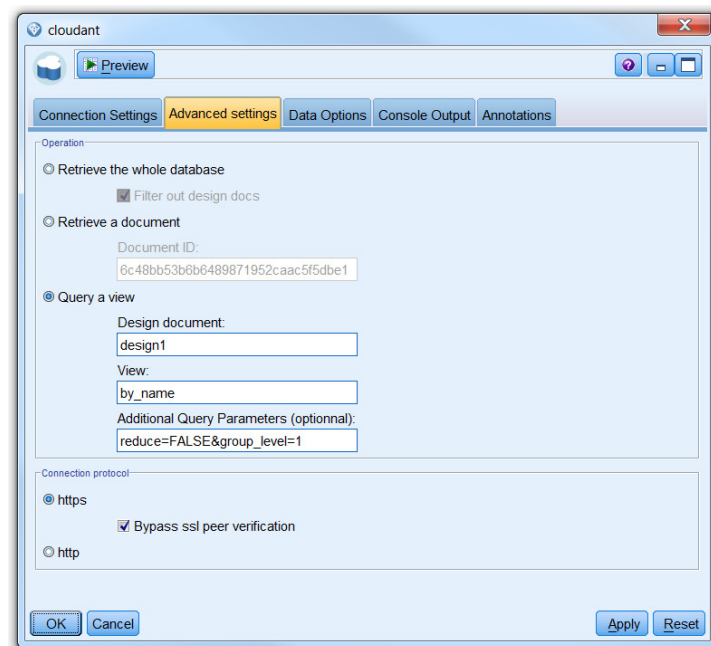 cloudant
Preview
Connection Settings Advanced settings Data Options Console Output Annotations
Operation
Retrieve the whole database
Filter out design docs
Retrieve a document
Document ID:
6c48bb53b6b6489871952caac5f5dbe1
Query a view
Design document:
design1
View:
by_name
Additional Query Parameters (optionnal):
reduce=FALSE&group_level=1
Connection protocol
https
Bypass ssl peer verification
http
OK Cancel Apply Reset